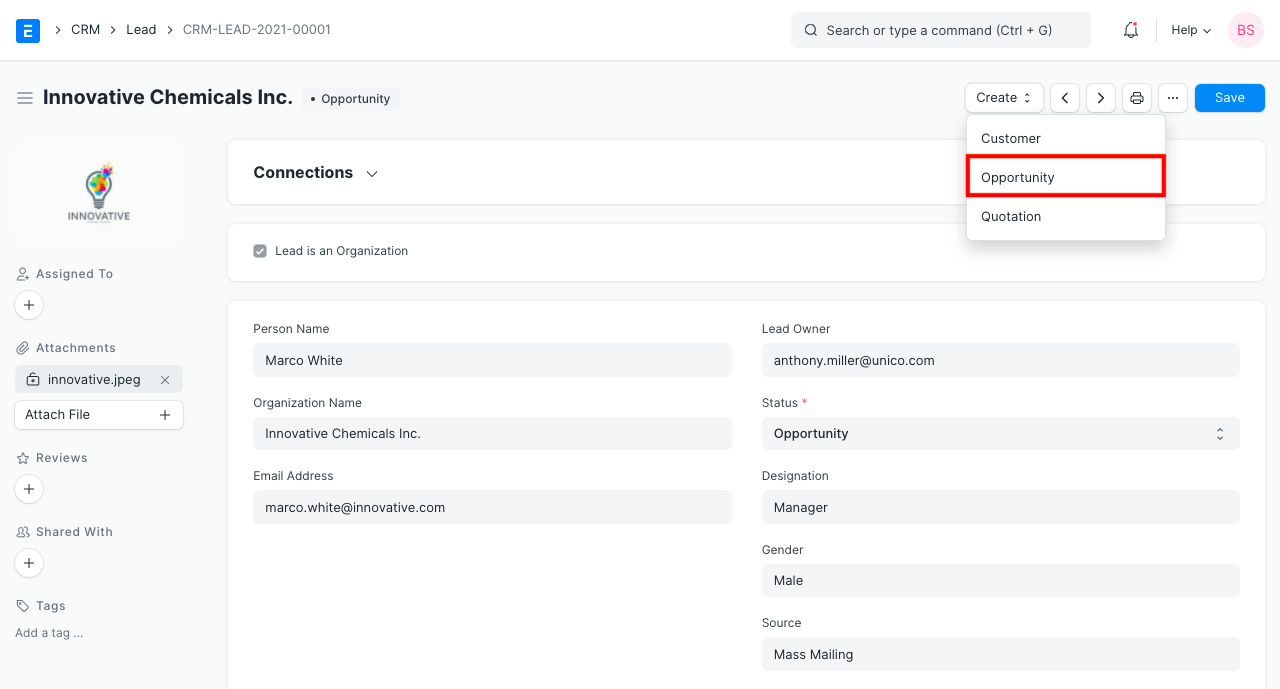 E CRM Lead CRM-LEAD-2021-00001 Search or type a command (Ctrl + G) Help BS
Innovative Chemicals Inc. • Opportunity Create ... Save
Customer
Opportunity
Quotation
INNOVATIVE
Connections
Lead is an Organization
Assigned To
Attachments
innovative.jpeg
Attach File
Reviews
Shared With
Tags
Add a tag ...
Person Name
Marco White
Organization Name
Innovative Chemicals Inc.
Email Address
marco.white@innovative.com
Lead Owner
anthony.miller@unico.com
Status *
Opportunity
Designation
Manager
Gender
Male
Source
Mass Mailing